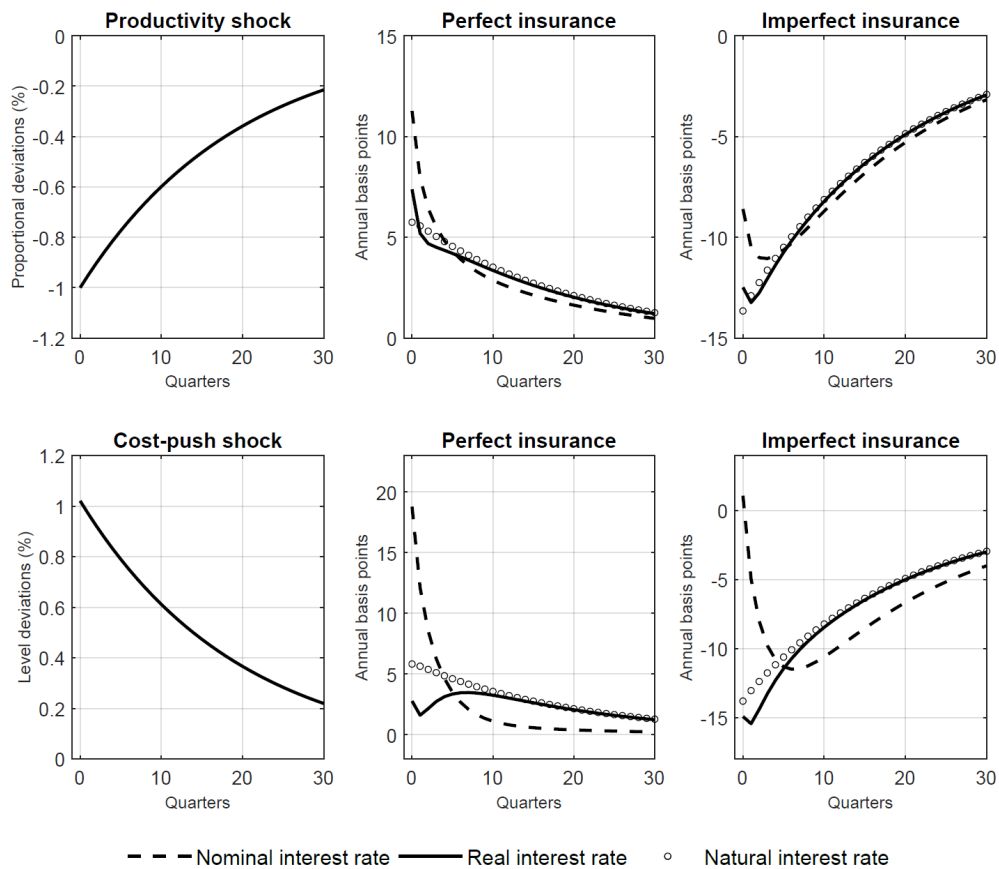 Productivity shock
Proportional deviations (%)
0
-0.2
-0.4
-0.6
-0.8
-1
-1.2
0 10 20 30
Quarters
Perfect insurance
Annual basis points
15
10
5
0
0 10 20 30
Quarters
Imperfect insurance
Annual basis points
0
-5
-10
-15
0 10 20 30
Quarters
Cost-push shock
Level deviations (%)
1.2
1
0.8
0.6
0.4
0.2
0
0 10 20 30
Quarters
Perfect insurance
Annual basis points
20
15
10
5
0
0 10 20 30
Quarters
Imperfect insurance
Annual basis points
0
-5
-10
-15
0 10 20 30
Quarters
Nominal interest rate Real interest rate Natural interest rate